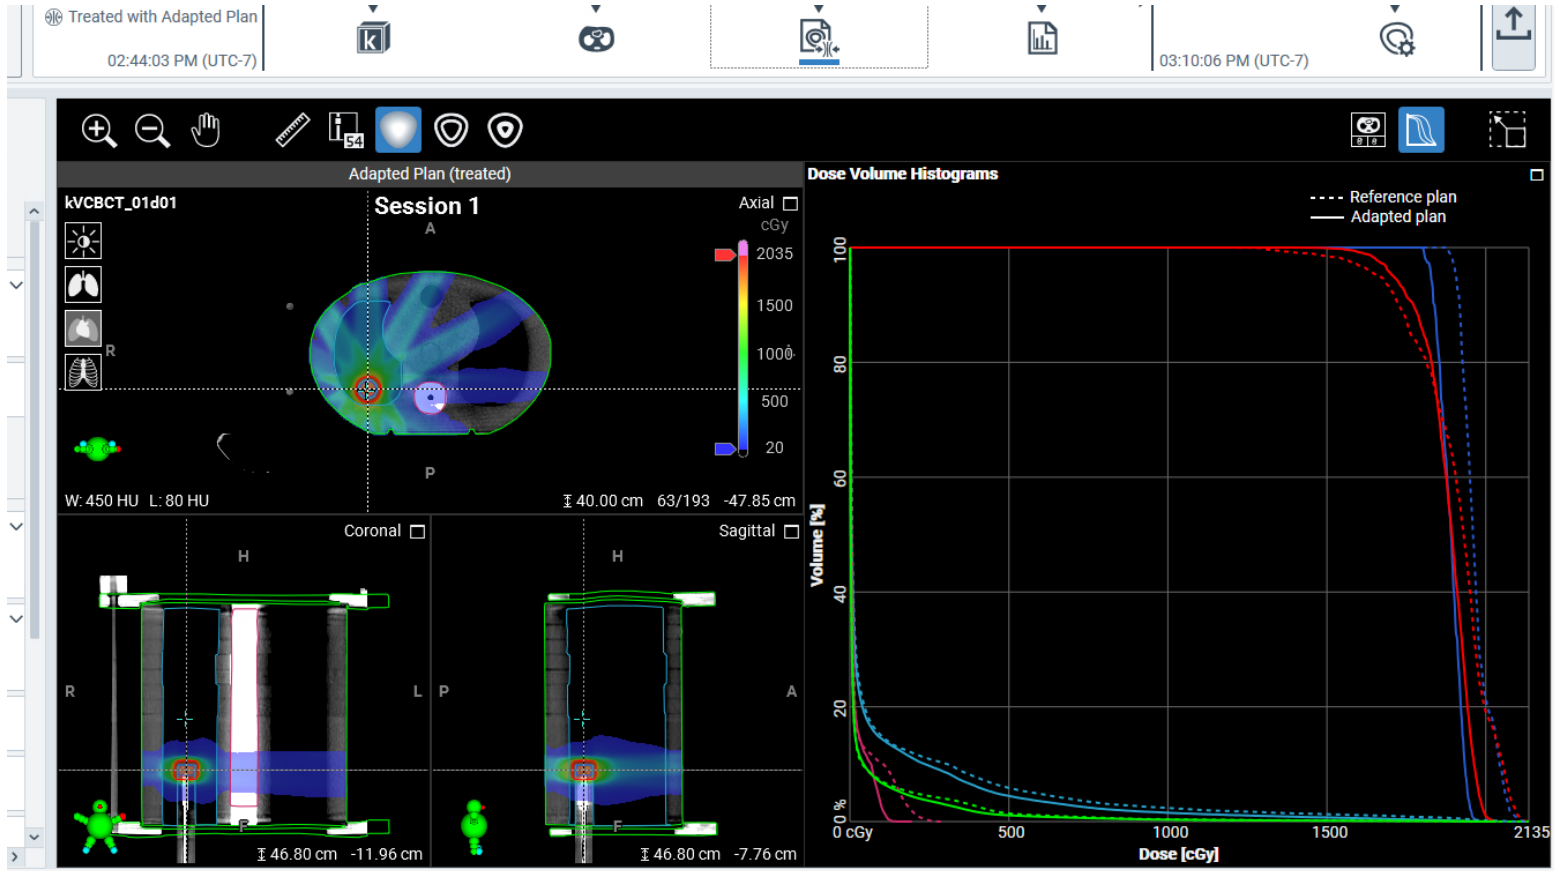 Treated with Adapted Plan
02:44:03 PM (UTC-7)
k
03:10:06 PM (UTC-7)
54
Adapted Plan (treated)
kVCBCT_01d01
Session 1
Axial
cGy
A
2035
1500
1000
500
20
R
P
W: 450 HU L: 80 HU
40.00 cm 63/193 -47.85 cm
Coronal
H
R
L
F
46.80 cm -11.96 cm
Sagittal
H
P
A
F
46.80 cm -7.76 cm
Dose Volume Histograms
Reference plan
Adapted plan
100
80
60
40
20
0 %
Volume [%]
0 cGy
500
1000
1500
2135
Dose [cGy]